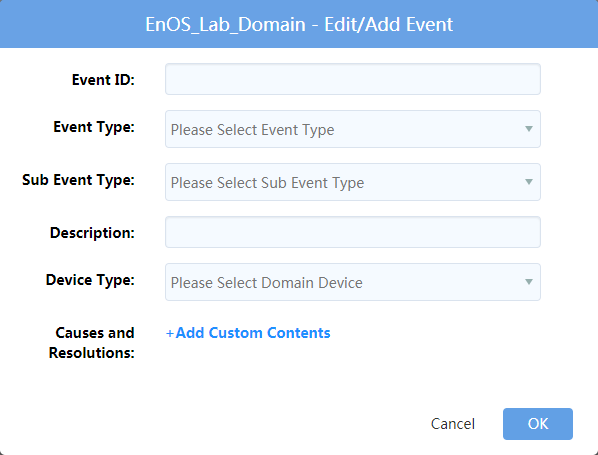 EnOS_Lab_Domain - Edit/Add Event
Event ID:
Event Type: Please Select Event Type
Sub Event Type: Please Select Sub Event Type
Description:
Device Type: Please Select Domain Device
Causes and +Add Custom Contents
Resolutions:
Cancel OK